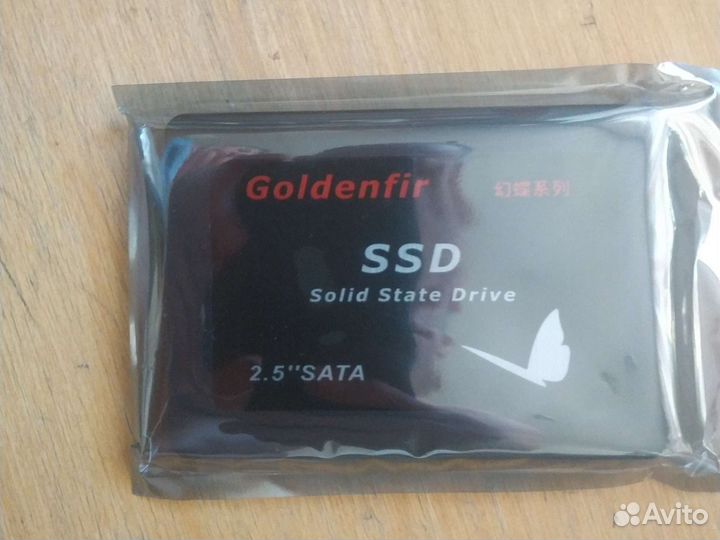 Goldenfir 幻蝶系列
SSD
Solid State Drive
2.5"SATA
Avito